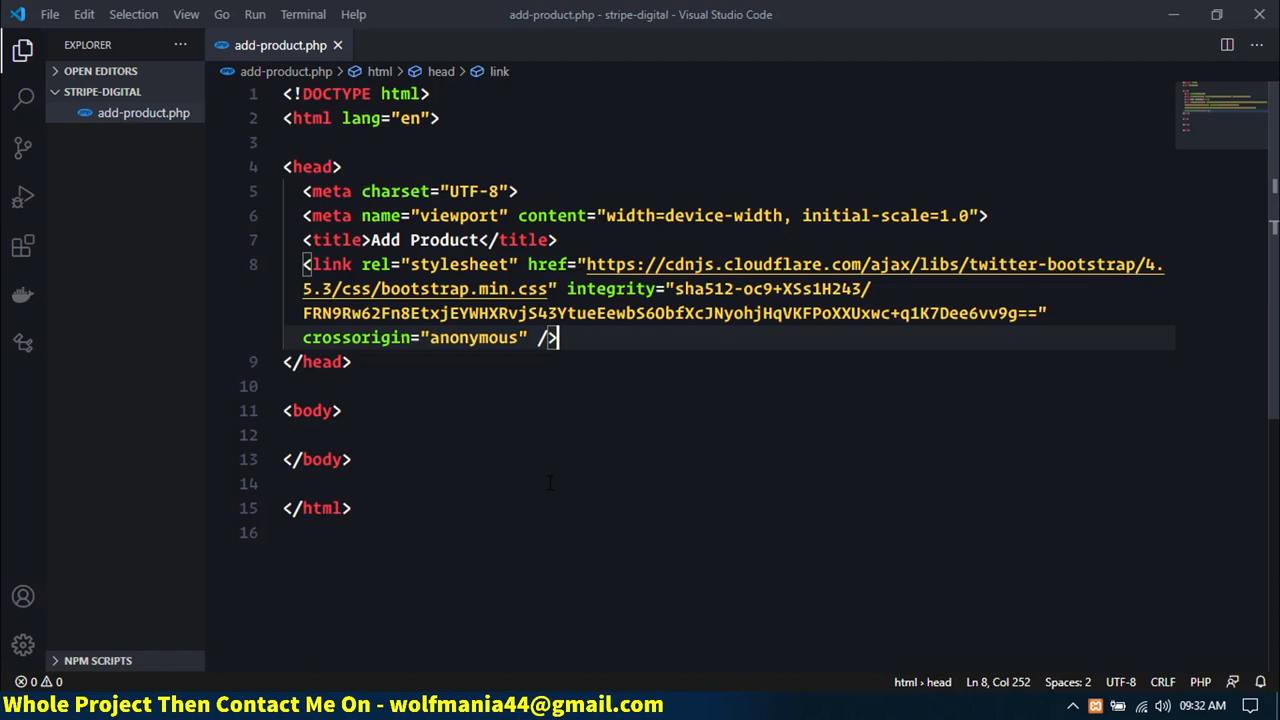 File Edit Selection View Go Run Terminal Help
add-product.php - stripe-digital - Visual Studio Code
EXPLORER
add-product.php
OPEN EDITORS
add-product.php > html > head > link
STRIPE-DIGITAL
add-product.php
1 <!DOCTYPE html>
2 <html lang="en">
3
4 <head>
5 <meta charset="UTF-8">
6 <meta name="viewport" content="width=device-width, initial-scale=1.0">
7 <title>Add Product</title>
8 <link rel="stylesheet" href="https://cdnjs.cloudflare.com/ajax/libs/twitter-bootstrap/4.
5.3/css/bootstrap.min.css" integrity="sha512-oc9+XSs1H243/
FRN9Rw62Fn8EtxjEYWHXRvjS43YtueEewbS6ObfXcJNyohjHqVKFPoXXUxwc+q1K7Dee6vv9g=="
crossorigin="anonymous" />
9 </head>
10
11 <body>
12
13 </body>
14
15 </html>
16
NPM SCRIPTS
0 0
html > head
Ln 8, Col 252
Spaces: 2
UTF-8
CRLF
PHP
Whole Project Then Contact Me On - wolfmania44@gmail.com
09:32 AM